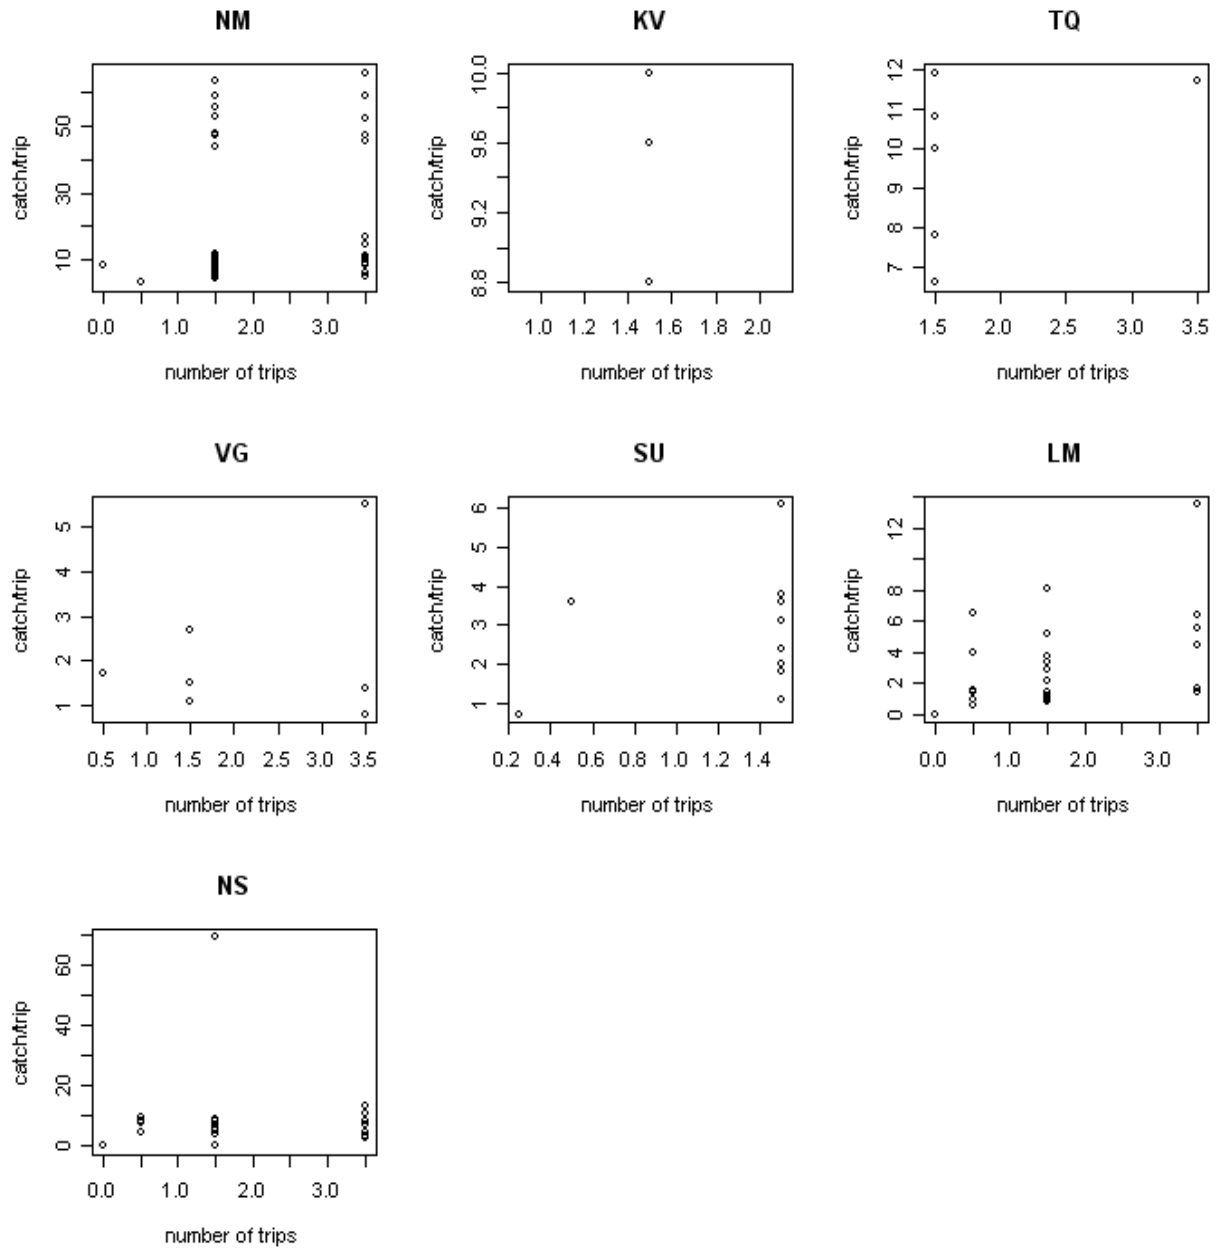 NM
catch/trip
10 30 50
0.0 1.0 2.0 3.0
number of trips
KV
catch/trip
8.8 9.2 9.6 10.0
1.0 1.2 1.4 1.6 1.8 2.0
number of trips
TQ
catch/trip
7 8 9 10 11 12
1.5 2.0 2.5 3.0 3.5
number of trips
VG
catch/trip
1 2 3 4 5
0.5 1.0 1.5 2.0 2.5 3.0 3.5
number of trips
SU
catch/trip
1 2 3 4 5 6
0.2 0.4 0.6 0.8 1.0 1.2 1.4
number of trips
LM
catch/trip
0 2 4 6 8 12
0.0 1.0 2.0 3.0
number of trips
NS
catch/trip
0 20 40 60
0.0 1.0 2.0 3.0
number of trips